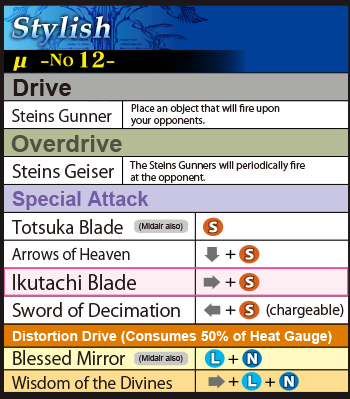 Stylish
μ -No 12-
Drive
Steins Gunner
Place an object that will fire upon
your opponents.
Overdrive
Steins Geiser
The Steins Gunners will periodically fire
at the opponent.
Special Attack
Totsuka Blade (Midair also) S
Arrows of Heaven ⬇ + S
Ikutachi Blade ➡ + S
Sword of Decimation ⬅ + S (chargeable)
Distortion Drive (Consumes 50% of Heat Gauge)
Blessed Mirror (Midair also) L + N
Wisdom of the Divines ➡ + L + N